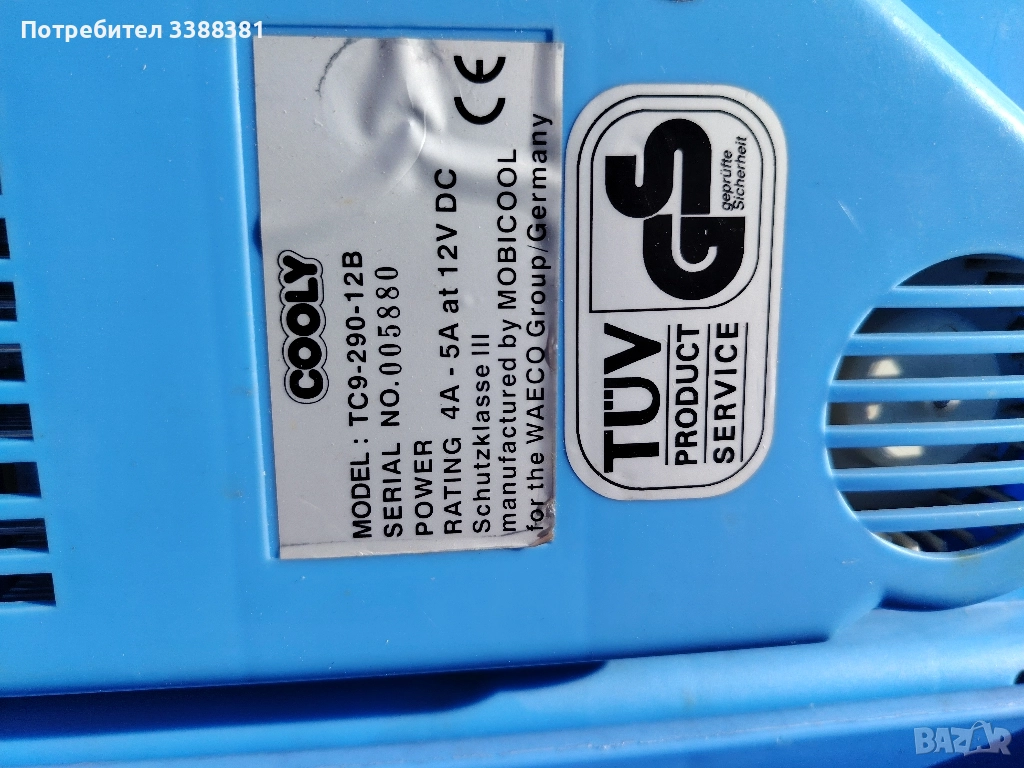 Потребител 3388381
CE
COOLY
MODEL: TC9-290-12B
SERIAL NO.005880
POWER
RATING 4A - 5A at 12V DC
Schutzklasse III
manufactured by MOBICOOL
for the WAECO Group/Germany
TÜV
PRODUCT
SERVICE
GS
geprüfte
Sicherheit
BAZAR